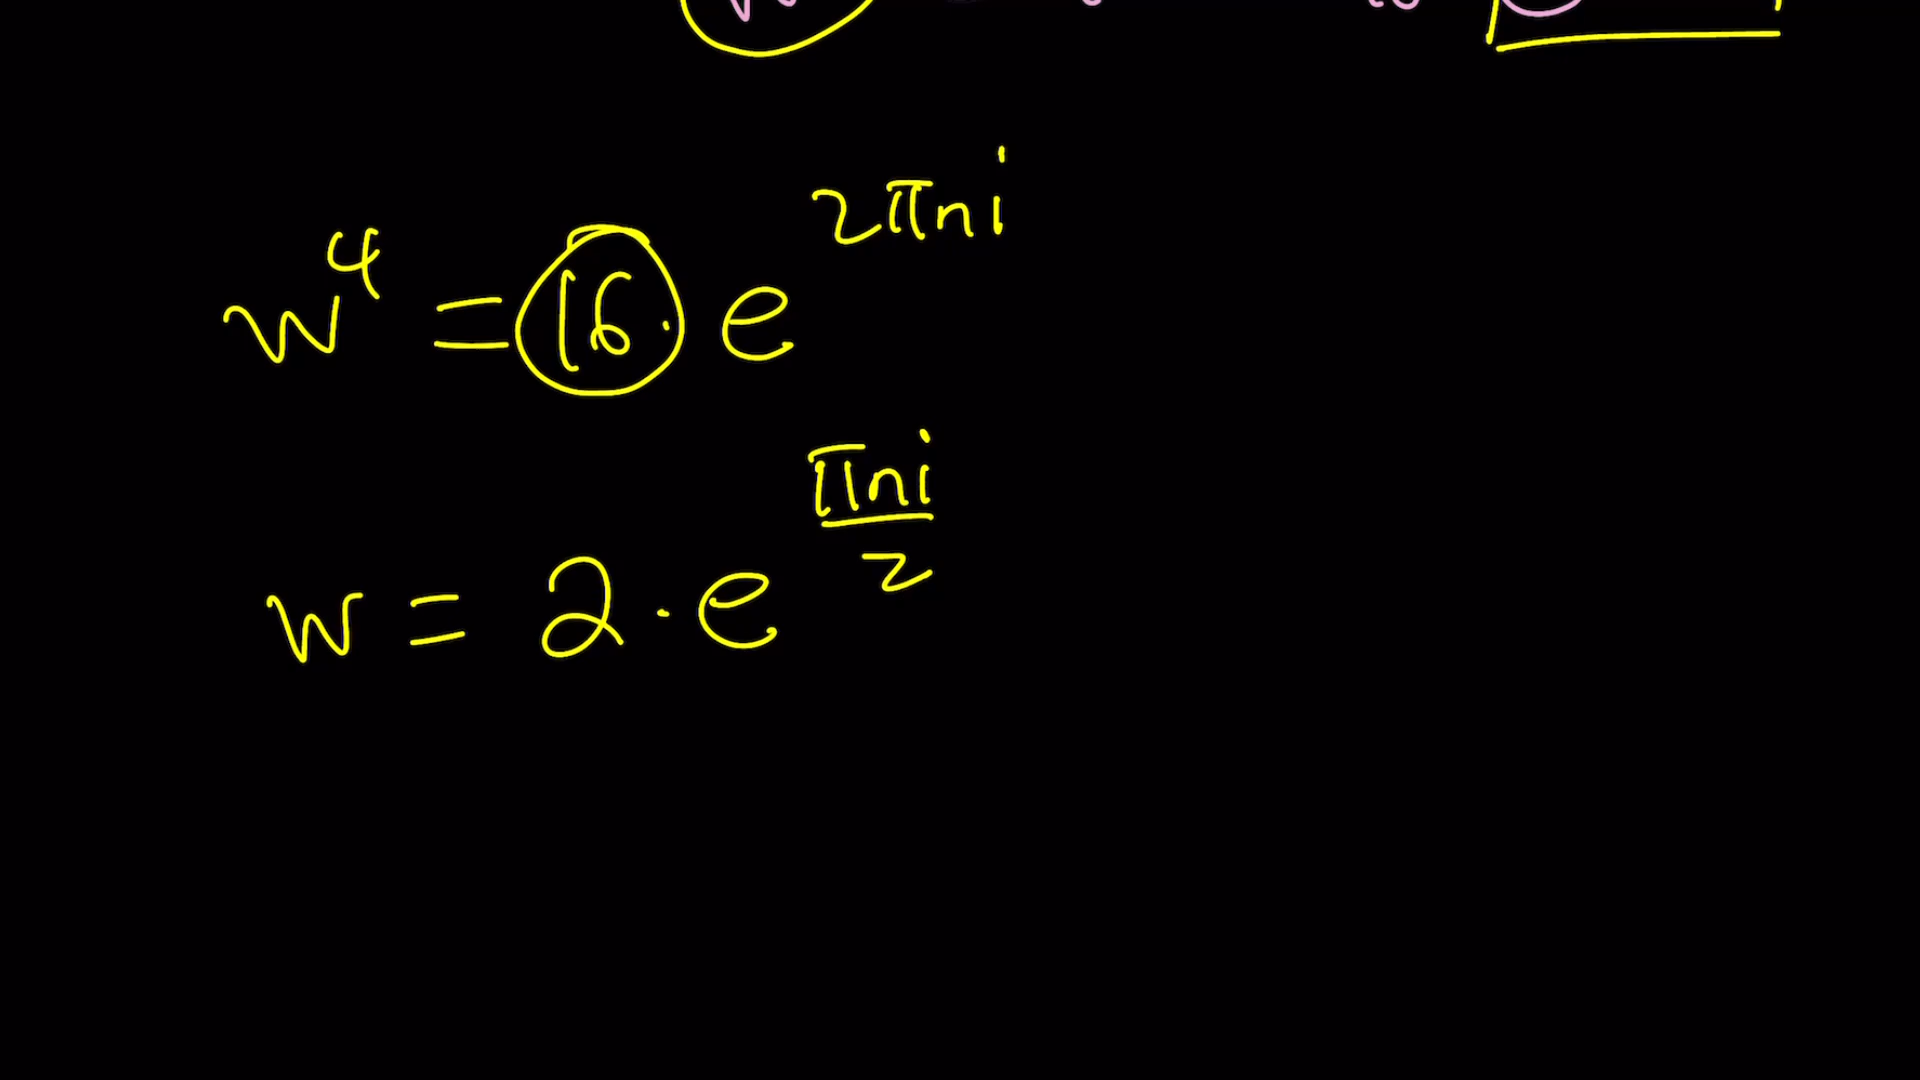 w⁴ = 16 · e^(2πni)
w = 2 · e^(πni/2)